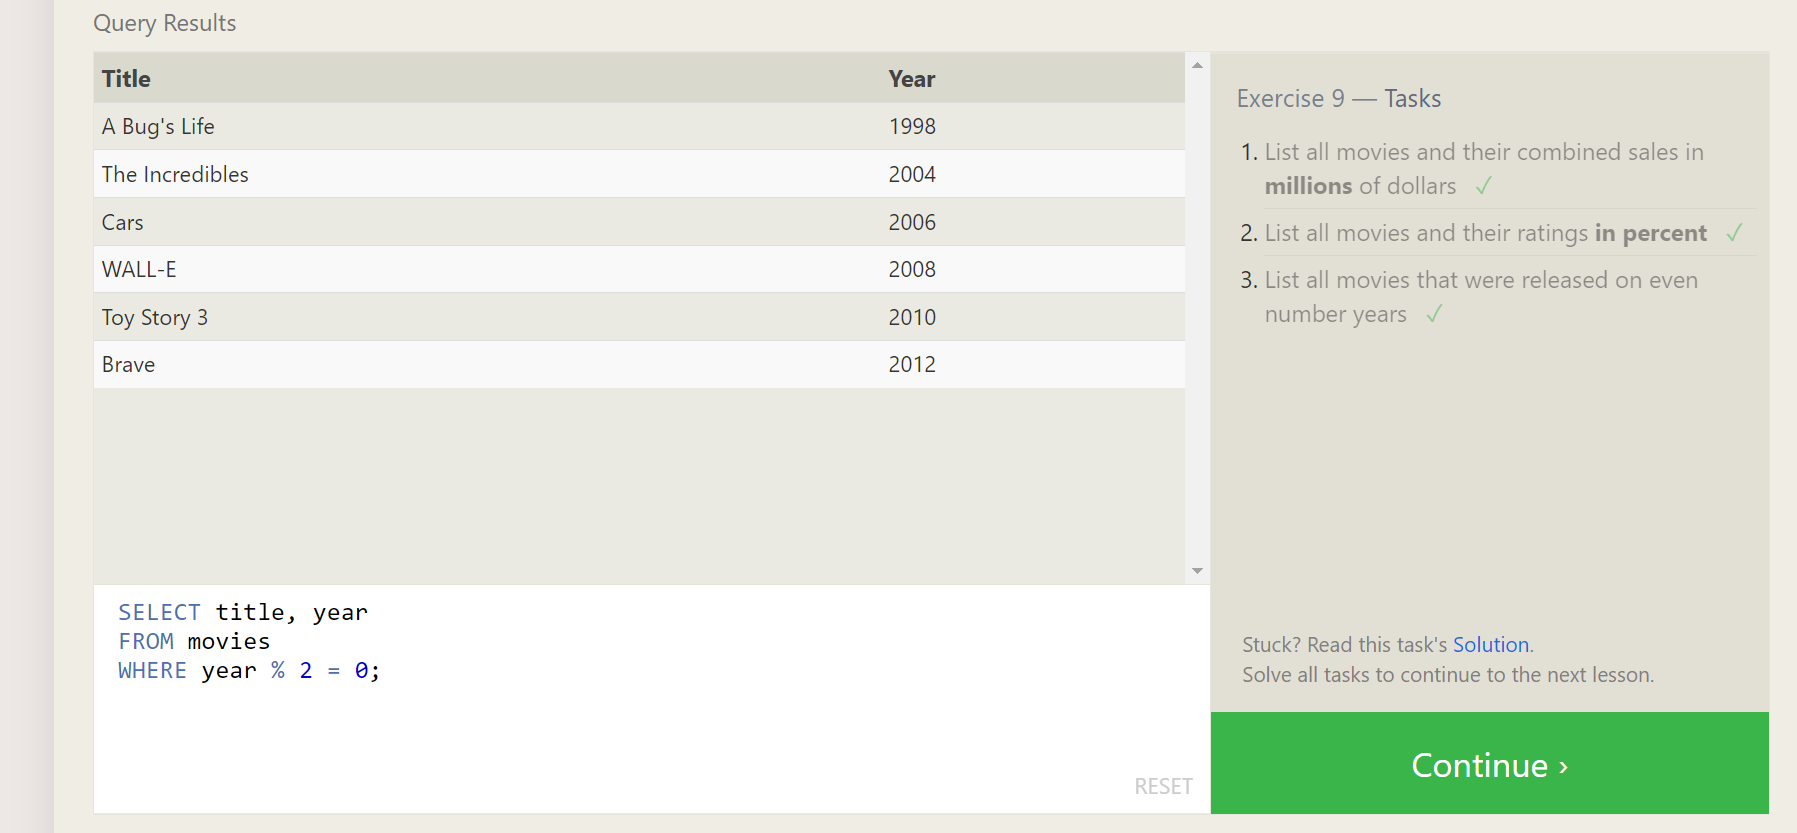 Query Results
Title Year
A Bug's Life 1998
The Incredibles 2004
Cars 2006
WALL-E 2008
Toy Story 3 2010
Brave 2012
SELECT title, year
FROM movies
WHERE year % 2 = 0;
RESET
Exercise 9 — Tasks
1. List all movies and their combined sales in
millions of dollars ✓
2. List all movies and their ratings in percent ✓
3. List all movies that were released on even
number years ✓
Stuck? Read this task's Solution.
Solve all tasks to continue to the next lesson.
Continue ›